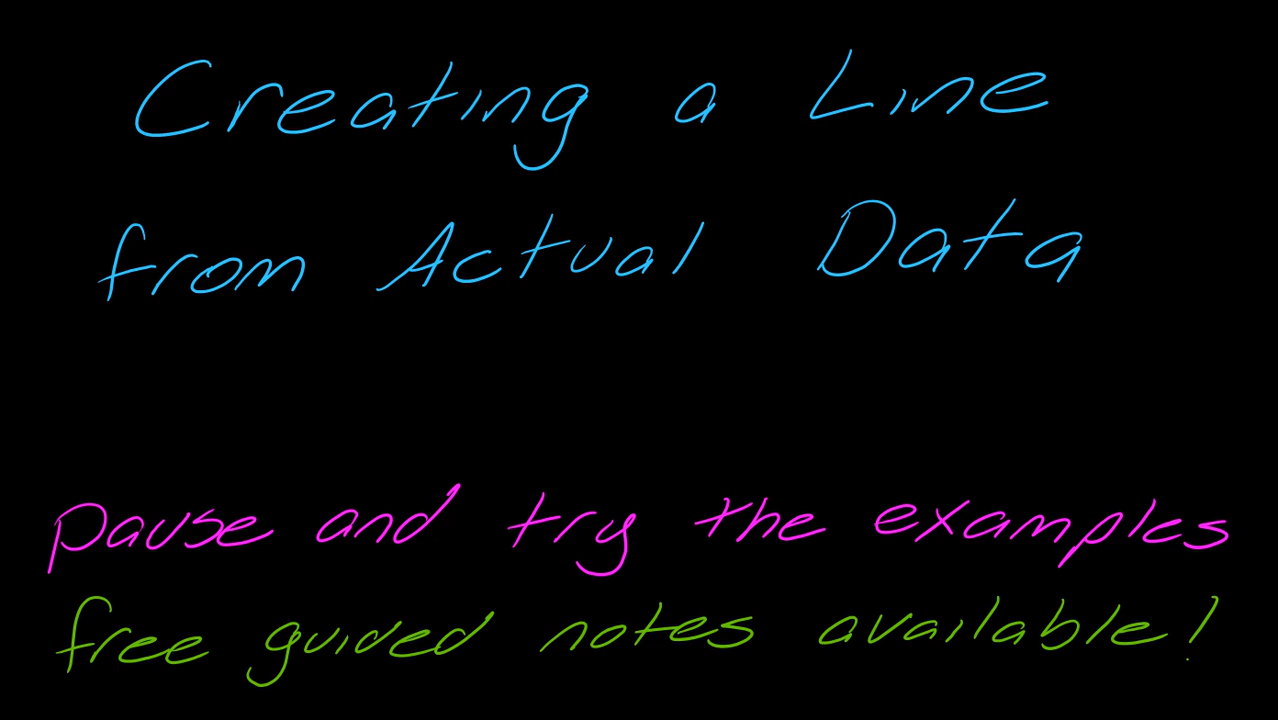 Creating a Line
from Actual Data
pause and try the examples
free guided notes available!